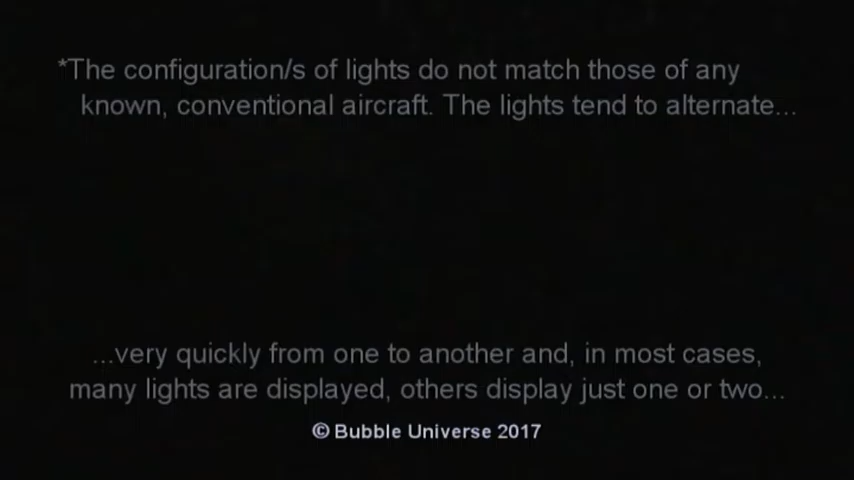 *The configuration/s of lights do not match those of any
known, conventional aircraft. The lights tend to alternate...
...very quickly from one to another and, in most cases,
many lights are displayed, others display just one or two...
© Bubble Universe 2017